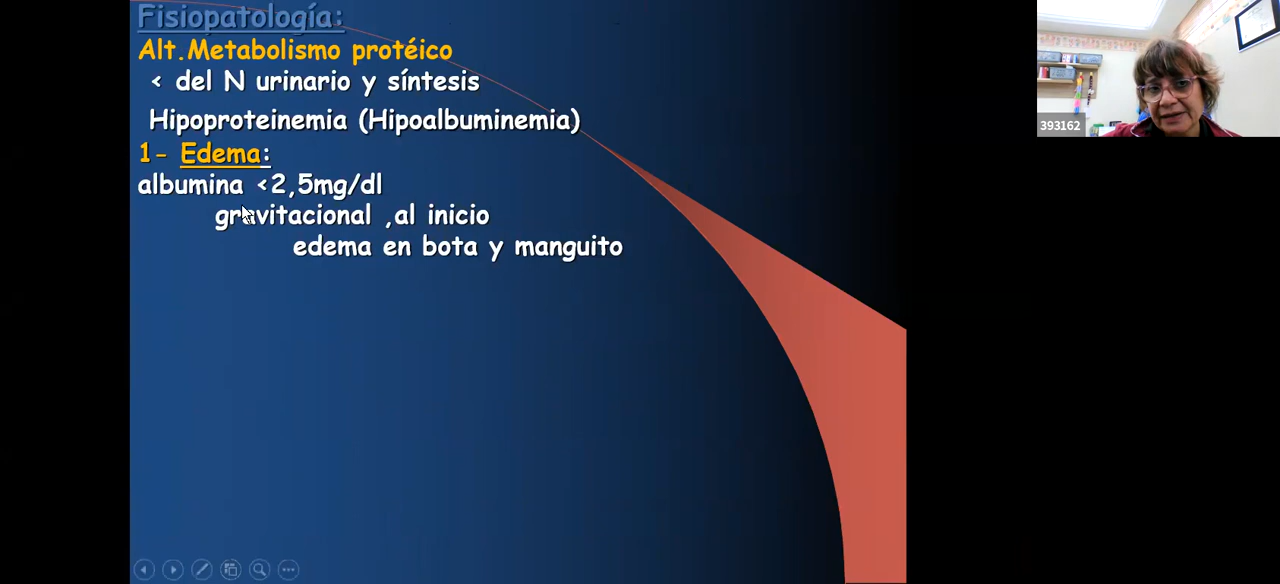 Fisiopatología:
Alt.Metabolismo protéico
< del N urinario y síntesis
Hipoproteinemia (Hipoalbuminemia)
1- Edema:
albumina <2,5mg/dl
gravitacional ,al inicio
edema en bota y manguito
393162